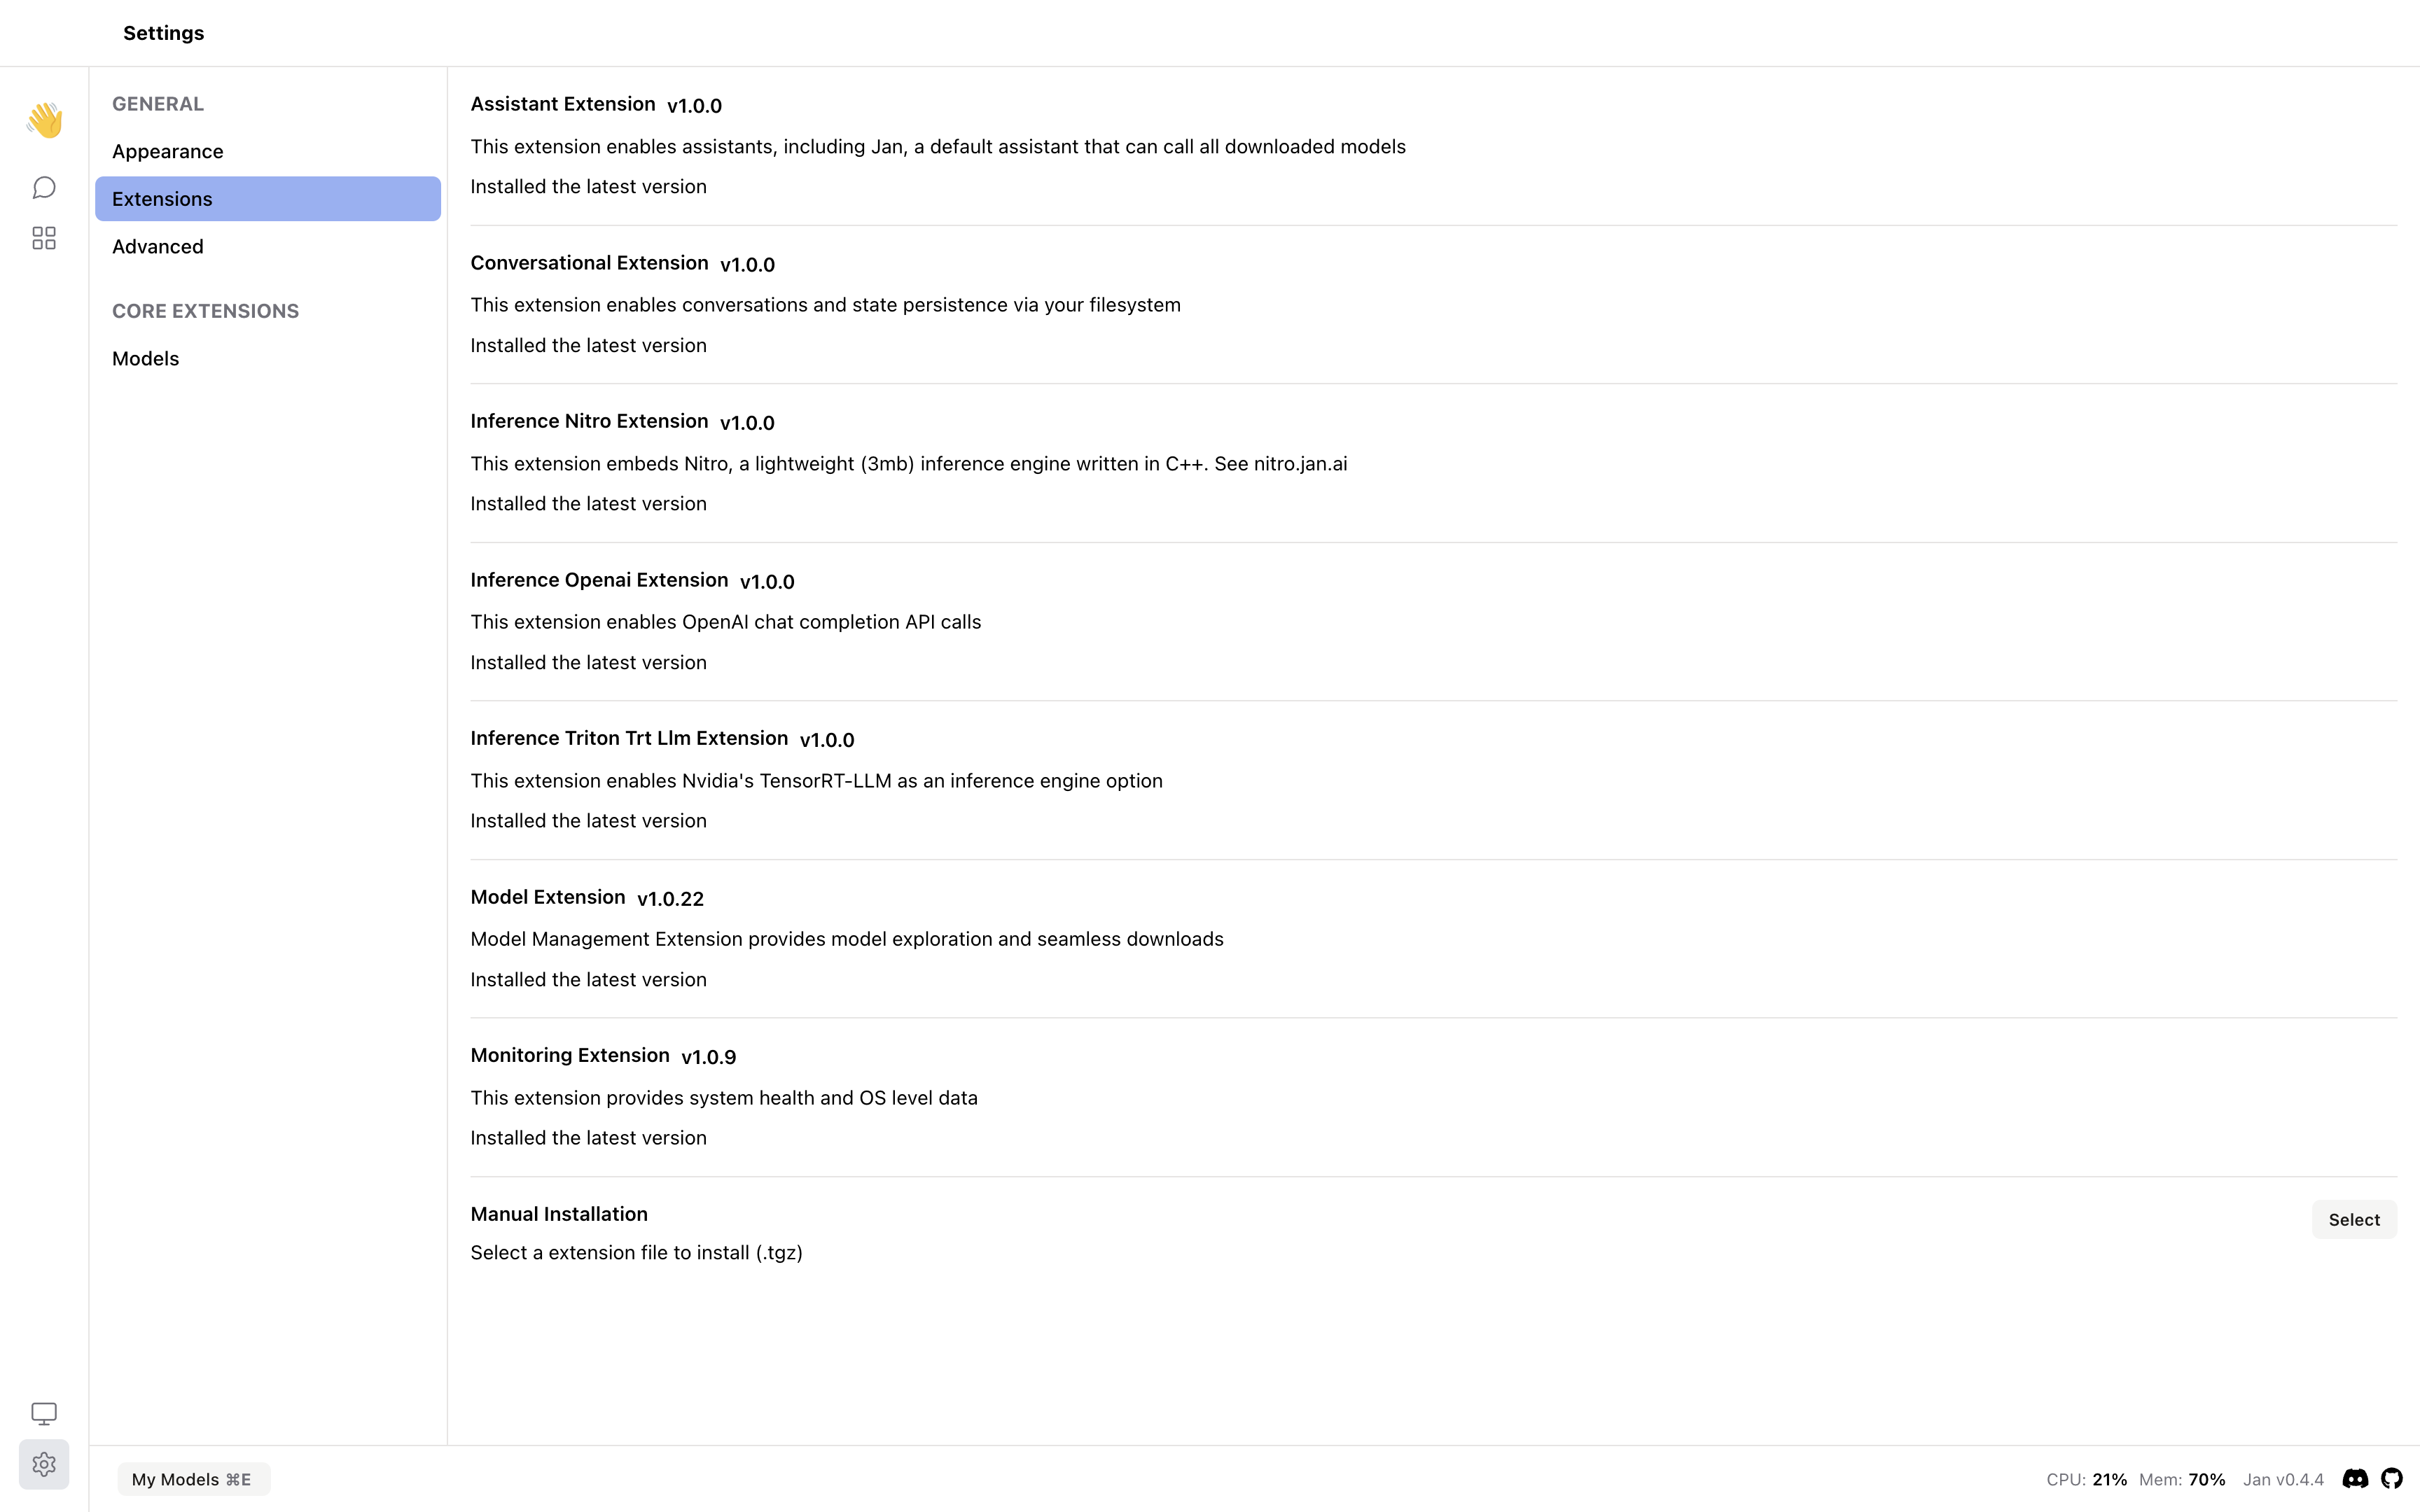 Settings
GENERAL
Appearance
Extensions
Advanced
CORE EXTENSIONS
Models
Assistant Extension v1.0.0
This extension enables assistants, including Jan, a default assistant that can call all downloaded models
Installed the latest version
Conversational Extension v1.0.0
This extension enables conversations and state persistence via your filesystem
Installed the latest version
Inference Nitro Extension v1.0.0
This extension embeds Nitro, a lightweight (3mb) inference engine written in C++. See nitro.jan.ai
Installed the latest version
Inference Openai Extension v1.0.0
This extension enables OpenAI chat completion API calls
Installed the latest version
Inference Triton Trt Llm Extension v1.0.0
This extension enables Nvidia's TensorRT-LLM as an inference engine option
Installed the latest version
Model Extension v1.0.22
Model Management Extension provides model exploration and seamless downloads
Installed the latest version
Monitoring Extension v1.0.9
This extension provides system health and OS level data
Installed the latest version
Manual Installation
Select
Select a extension file to install (.tgz)
My Models ⌘E
CPU: 21% Mem: 70% Jan v0.4.4